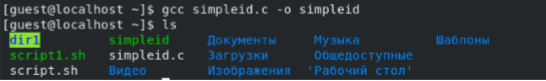 [guest@localhost ~]$ gcc simpleid.c -o simpleid
[guest@localhost ~]$ ls
dir1 simpleid Документы Музыка Шаблоны
script1.sh simpleid.c Загрузки Общедоступные
script.sh Видео Изображения 'Рабочий стол'